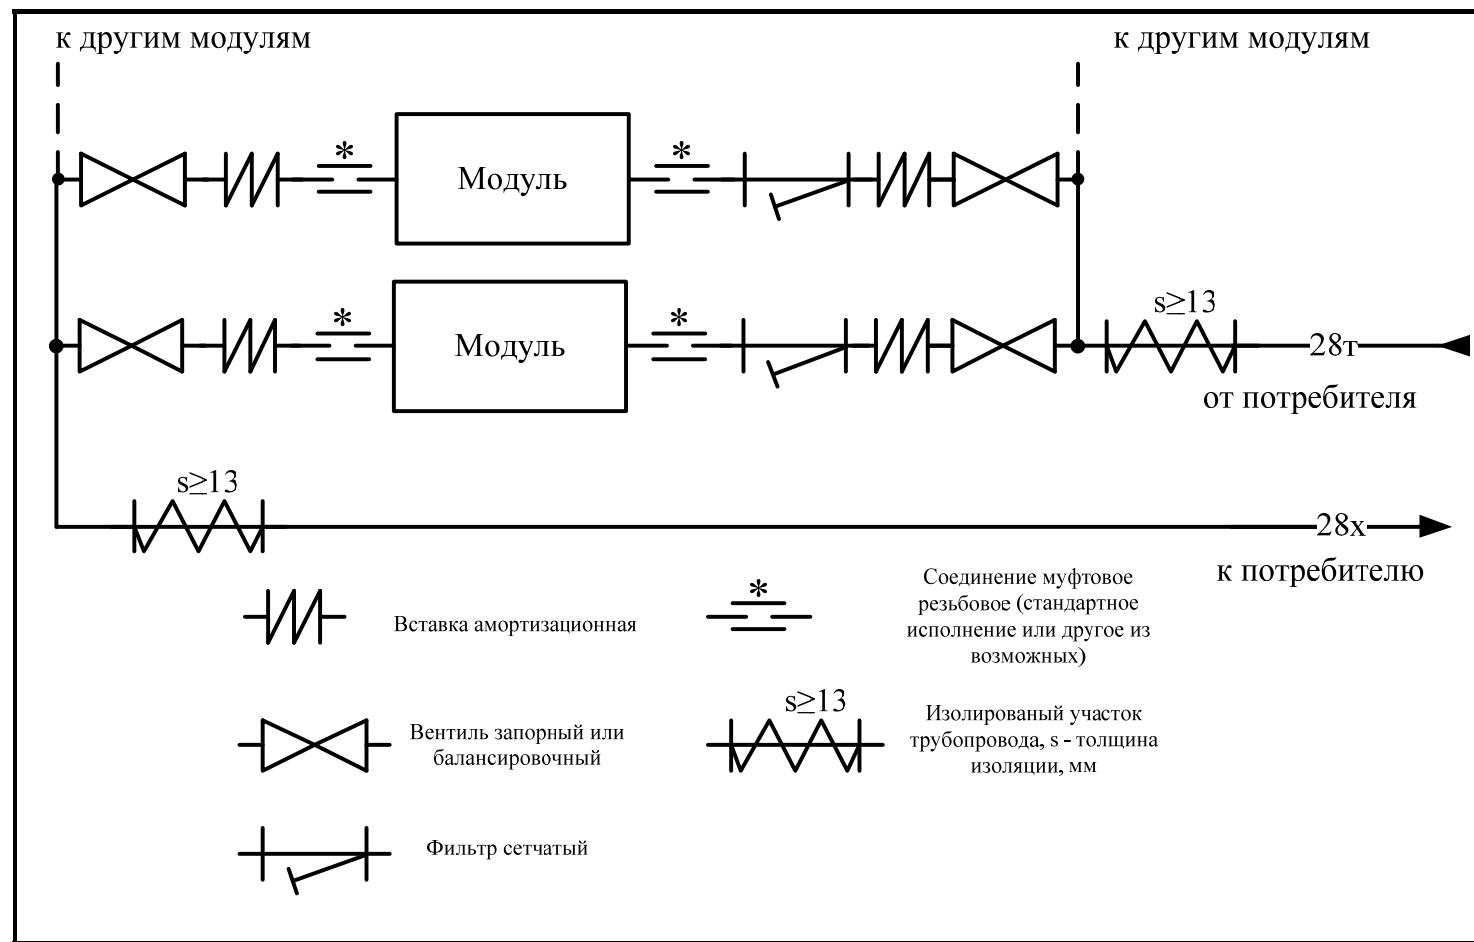 к другим модулям
к другим модулям
*
Модуль
*
*
Модуль
*
s≥13
28т
от потребителя
s≥13
28х
к потребителю
Вставка амортизационная
*
Соединение муфтовое
резьбовое (стандартное
исполнение или другое из
возможных)
Вентиль запорный или
балансировочный
s≥13
Изолированый участок
трубопровода, s - толщина
изоляции, мм
Фильтр сетчатый